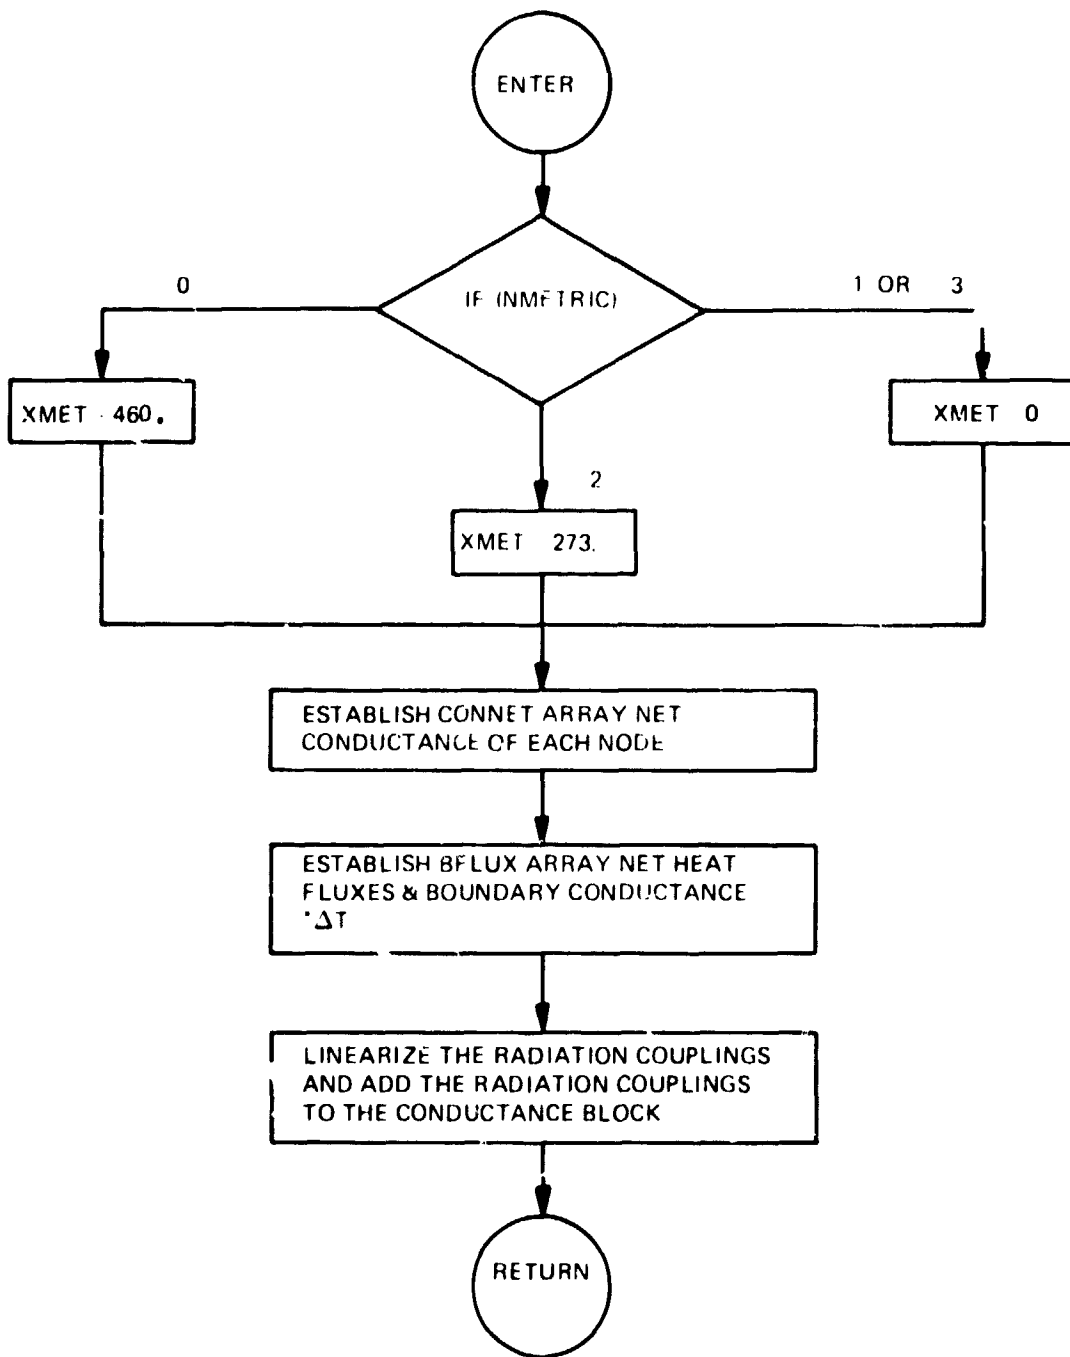 ENTER
IF (NMETRIC)
0
1 OR 3
XMET 460.
XMET 0
2
XMET 273.
ESTABLISH CONNET ARRAY NET
CONDUCTANCE OF EACH NODE
ESTABLISH BFLUX ARRAY NET HEAT
FLUXES & BOUNDARY CONDUCTANCE
*ΔT
LINEARIZE THE RADIATION COUPLINGS
AND ADD THE RADIATION COUPLINGS
TO THE CONDUCTANCE BLOCK
RETURN